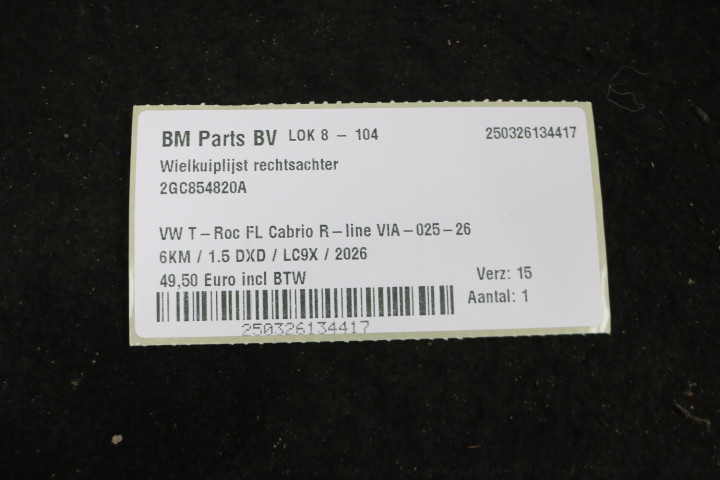 BM Parts BV LOK 8 - 104 250326134417
Wielkuiplijst rechtsachter
2GC854820A
VW T-Roc FL Cabrio R-line VIA-025-26
6KM / 1.5 DXD / LC9X / 2026
49,50 Euro incl BTW Verz: 15
Aantal: 1
250326134417